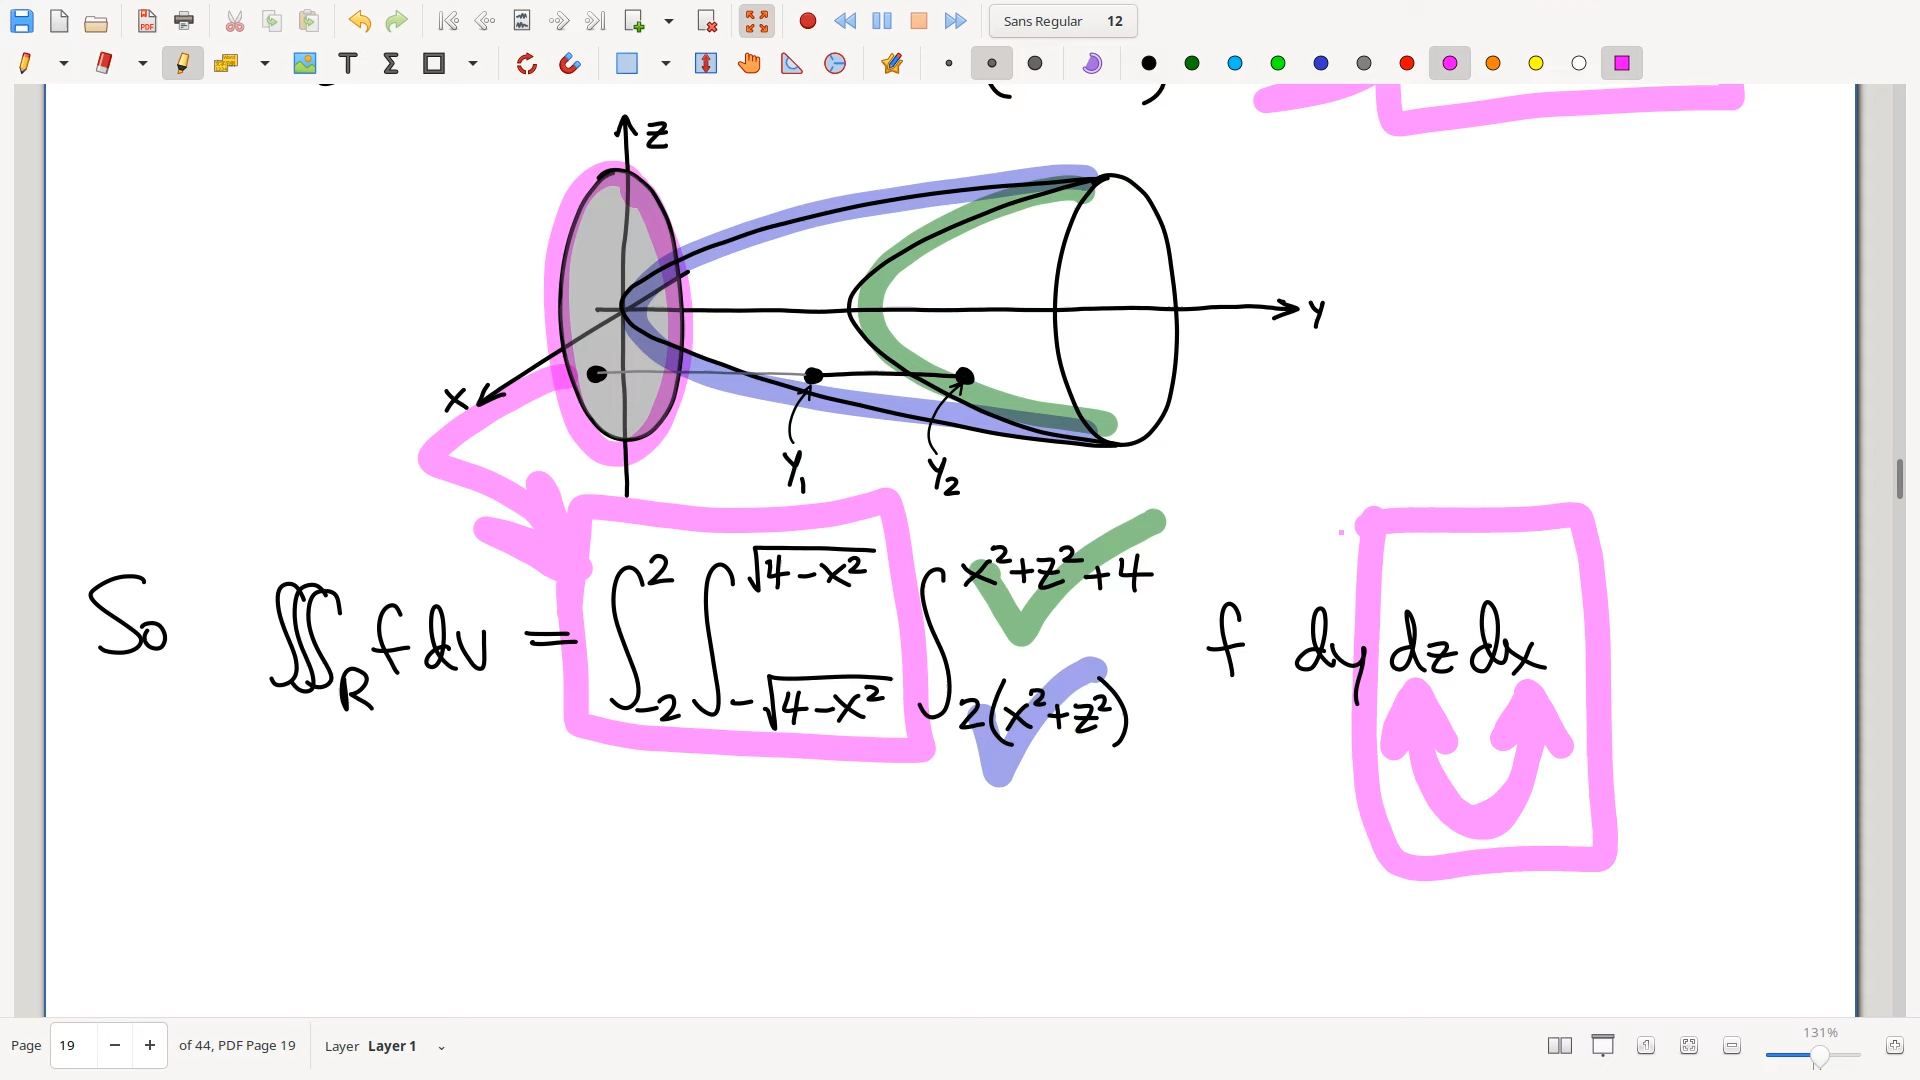 Sans Regular 12
z
y
x
y₁ y₂
So ∭_R f dV = ∫_{-2}^{2} ∫_{-√(4-x²)}^{√(4-x²)} ∫_{2(x²+z²)}^{x²+z²+4} f dy dz dx
Page 19 − + of 44, PDF Page 19 Layer Layer 1 131%